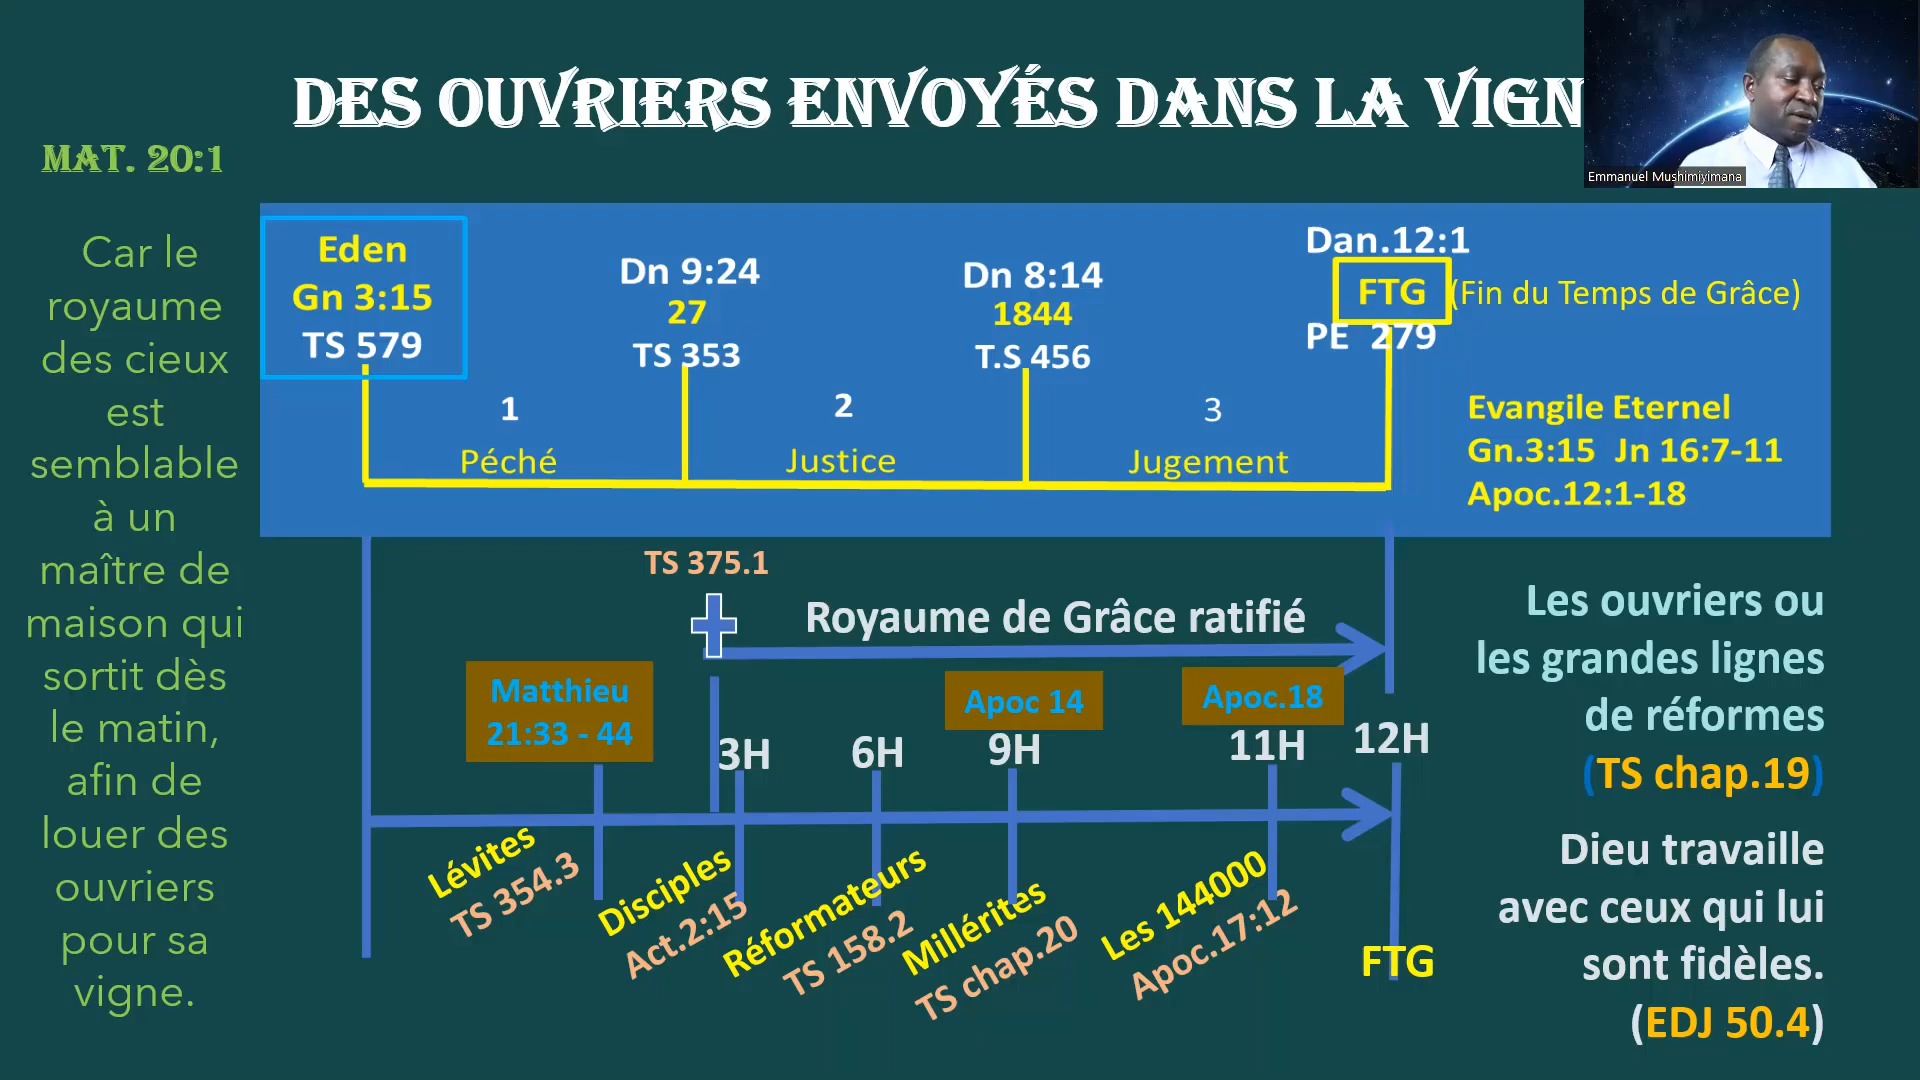 DES OUVRIERS ENVOYÉS DANS LA VIGN
Emmanuel Mushimiyimana
MAT. 20:1
Car le
royaume
des cieux
est
semblable
à un
maître de
maison qui
sortit dès
le matin,
afin de
louer des
ouvriers
pour sa
vigne.
Eden
Gn 3:15
TS 579
Dn 9:24
27
TS 353
Dn 8:14
1844
T.S 456
Dan.12:1
FTG (Fin du Temps de Grâce)
PE 279
1
Péché
2
Justice
3
Jugement
Evangile Eternel
Gn.3:15 Jn 16:7-11
Apoc.12:1-18
TS 375.1
Royaume de Grâce ratifié
Matthieu
21:33 - 44
Apoc 14
Apoc.18
3H
6H
9H
11H
12H
Lévites
TS 354.3
Disciples
Act.2:15
Réformateurs
TS 158.2
Millérites
TS chap.20
Les 144000
Apoc.17:12
FTG
Les ouvriers ou
les grandes lignes
de réformes
(TS chap.19)
Dieu travaille
avec ceux qui lui
sont fidèles.
(EDJ 50.4)